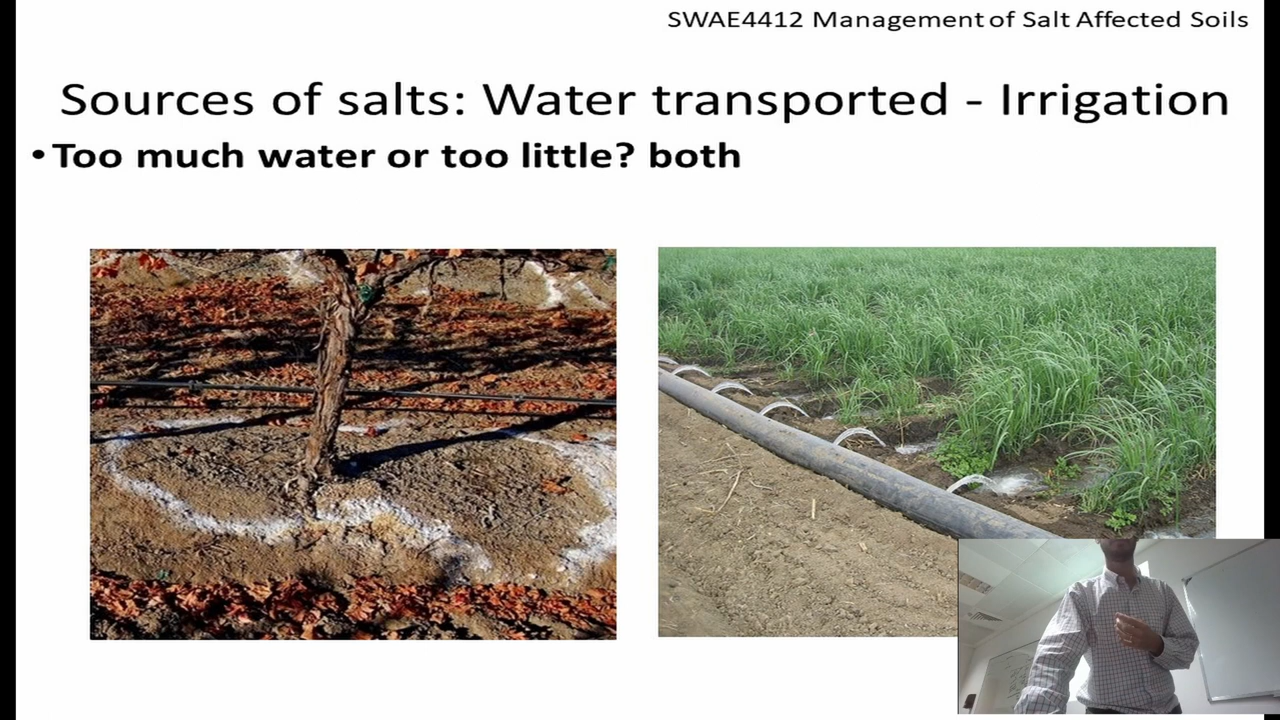 SWAE4412 Management of Salt Affected Soils
Sources of salts: Water transported - Irrigation
• Too much water or too little? both